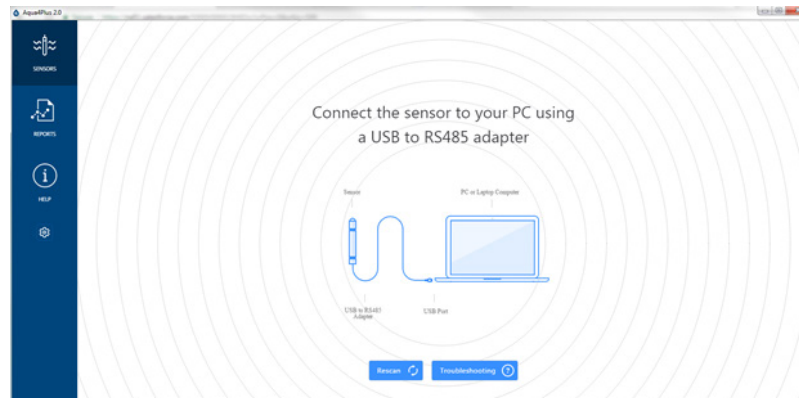 Aqua4Plus 2.0
SENSORS
REPORTS
HELP
Connect the sensor to your PC using
a USB to RS485 adapter
Sensor
PC or Laptop Computer
USB to RS485
Adapter
USB Port
Rescan
Troubleshooting ?